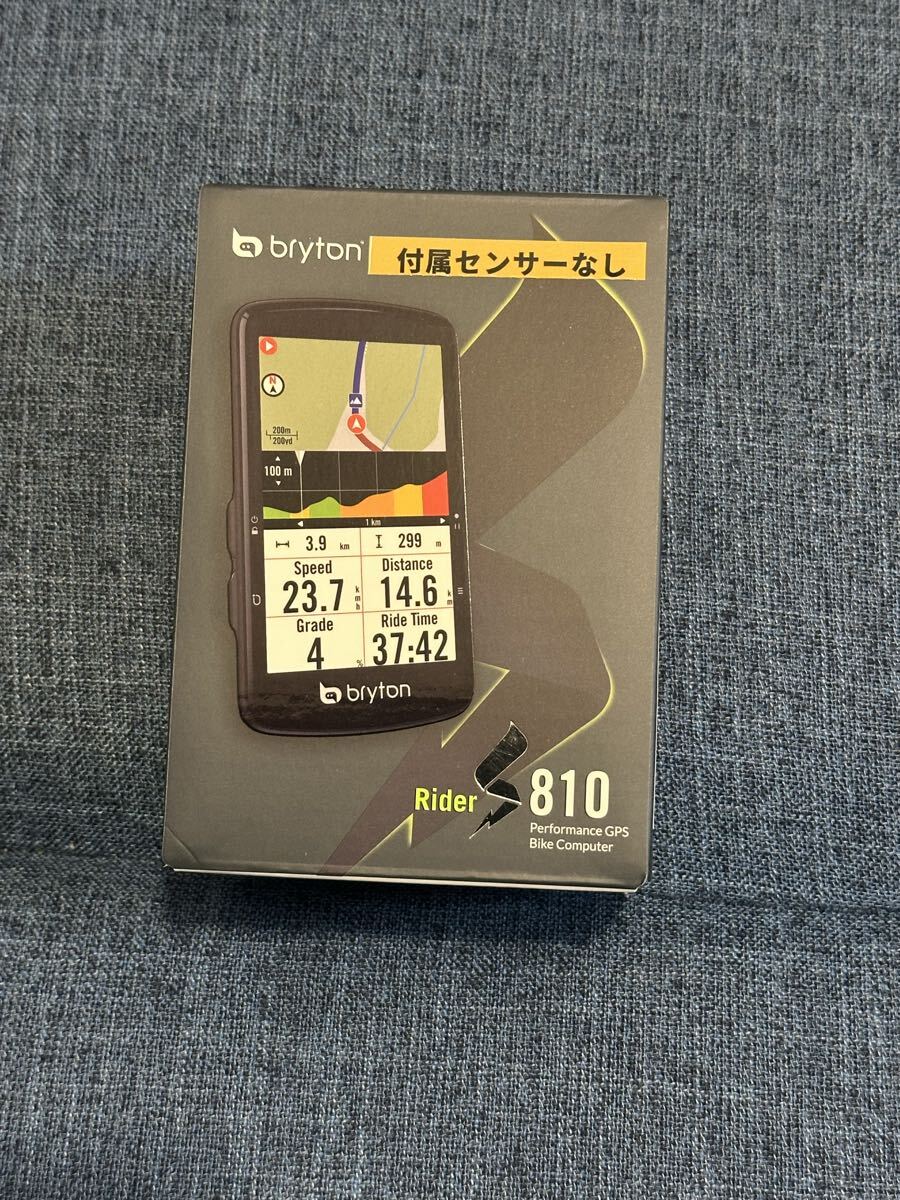 bryton
付属センサーなし
N
200m
200yd
100 m
1 km
3.9 km
299 m
Speed
23.7 kmh
Distance
14.6 km
Grade
4 %
Ride Time
37:42
bryton
Rider S 810
Performance GPS
Bike Computer